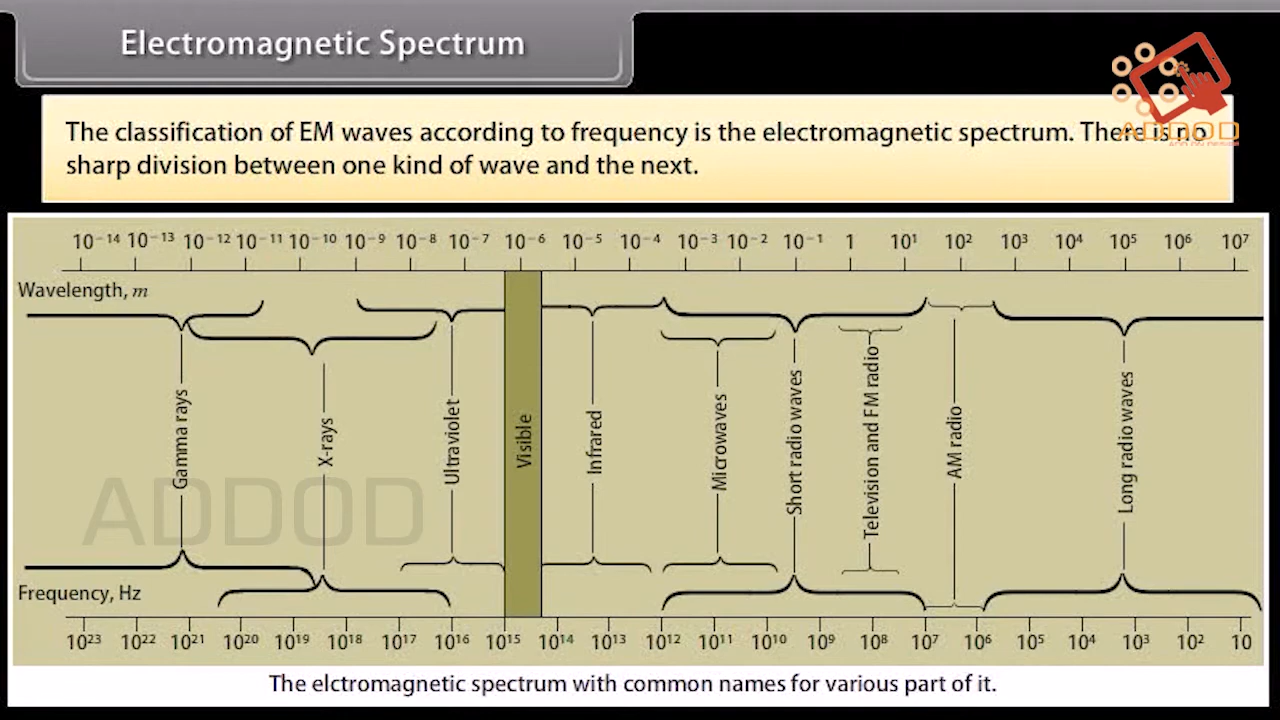 Electromagnetic Spectrum
ADDOD
The classification of EM waves according to frequency is the electromagnetic spectrum. There is no
sharp division between one kind of wave and the next.
10⁻¹⁴ 10⁻¹³ 10⁻¹² 10⁻¹¹ 10⁻¹⁰ 10⁻⁹ 10⁻⁸ 10⁻⁷ 10⁻⁶ 10⁻⁵ 10⁻⁴ 10⁻³ 10⁻² 10⁻¹ 1 10¹ 10² 10³ 10⁴ 10⁵ 10⁶ 10⁷
Wavelength, m
Gamma rays
X-rays
Ultraviolet
Visible
Infrared
Microwaves
Short radio waves
Television and FM radio
AM radio
Long radio waves
ADDOD
Frequency, Hz
10²³ 10²² 10²¹ 10²⁰ 10¹⁹ 10¹⁸ 10¹⁷ 10¹⁶ 10¹⁵ 10¹⁴ 10¹³ 10¹² 10¹¹ 10¹⁰ 10⁹ 10⁸ 10⁷ 10⁶ 10⁵ 10⁴ 10³ 10² 10
The elctromagnetic spectrum with common names for various part of it.